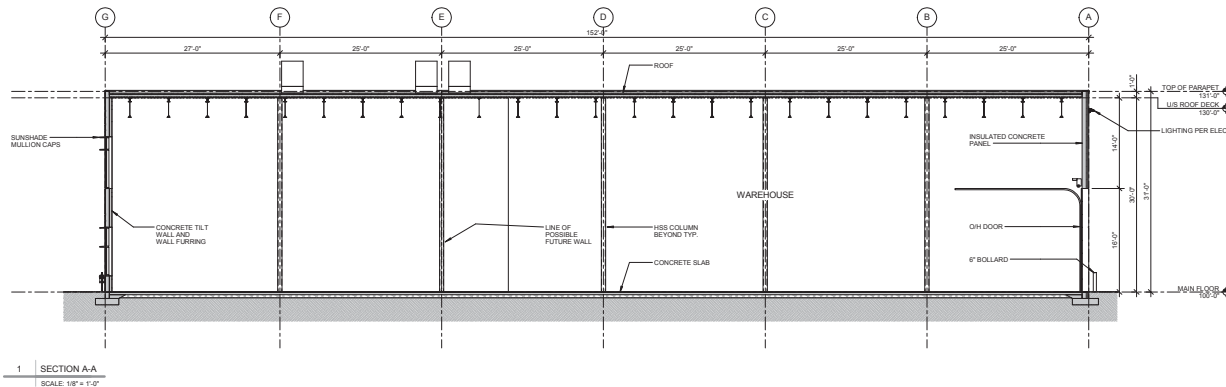 G F E D C B A
152'-0"
27'-0" 25'-0" 25'-0" 25'-0" 25'-0" 25'-0"
ROOF
1'-0"
TOP OF PARAPET
131'-0"
U/S ROOF DECK
130'-0"
LIGHTING PER ELEC
SUNSHADE
MULLION CAPS
INSULATED CONCRETE
PANEL
14'-0"
30'-0"
31'-0"
WAREHOUSE
CONCRETE TILT
WALL AND
WALL FURRING
LINE OF
POSSIBLE
FUTURE WALL
HSS COLUMN
BEYOND TYP.
O/H DOOR
16'-0"
CONCRETE SLAB
6" BOLLARD
MAIN FLOOR
100'-0"
1 SECTION A-A
SCALE: 1/8" = 1'-0"